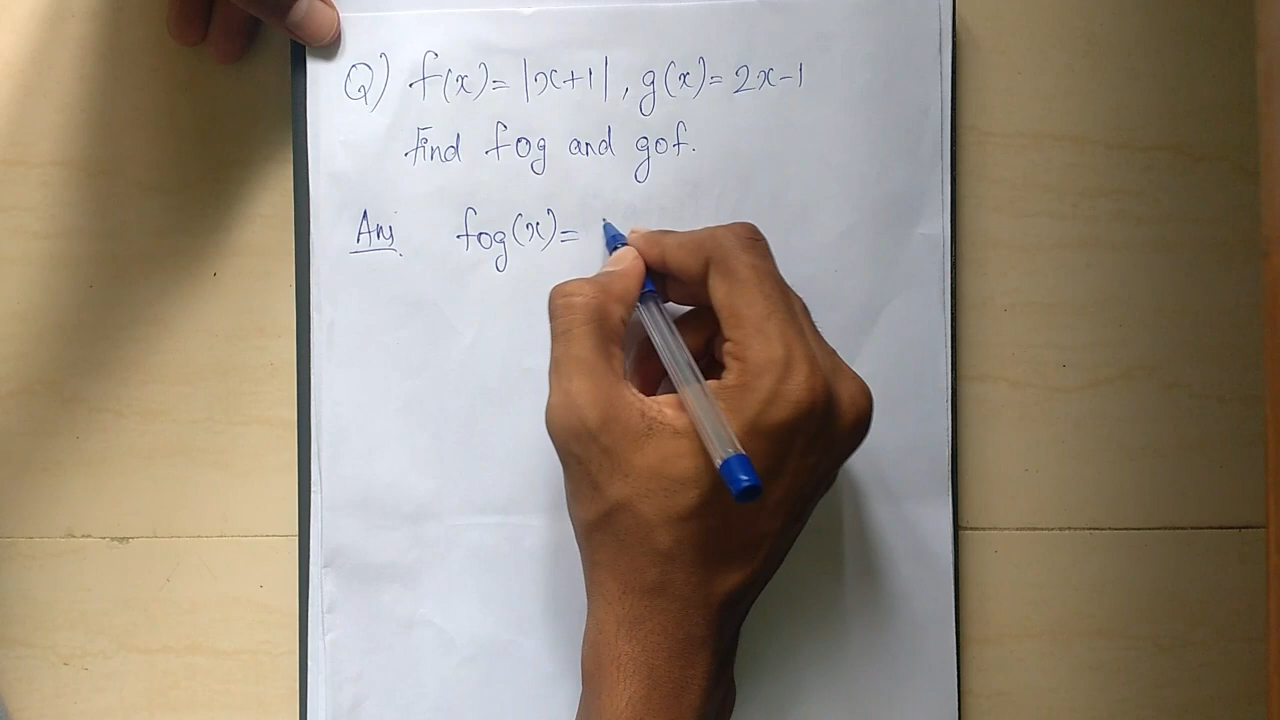 Q) f(x)= |x+1|, g(x)= 2x-1
Find fog and gof.
Ans fog(x)=